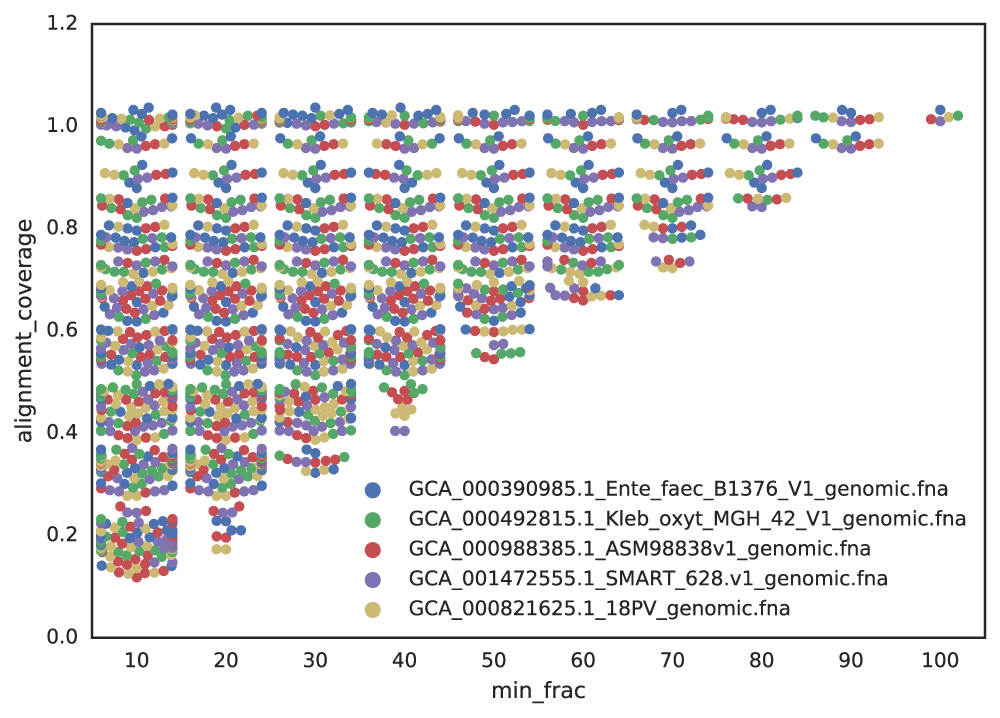 1.2
1.0
0.8
0.6
0.4
0.2
0.0
alignment_coverage
GCA_000390985.1_Ente_faec_B1376_V1_genomic.fna
GCA_000492815.1_Kleb_oxyt_MGH_42_V1_genomic.fna
GCA_000988385.1_ASM98838v1_genomic.fna
GCA_001472555.1_SMART_628.v1_genomic.fna
GCA_000821625.1_18PV_genomic.fna
10 20 30 40 50 60 70 80 90 100
min_frac